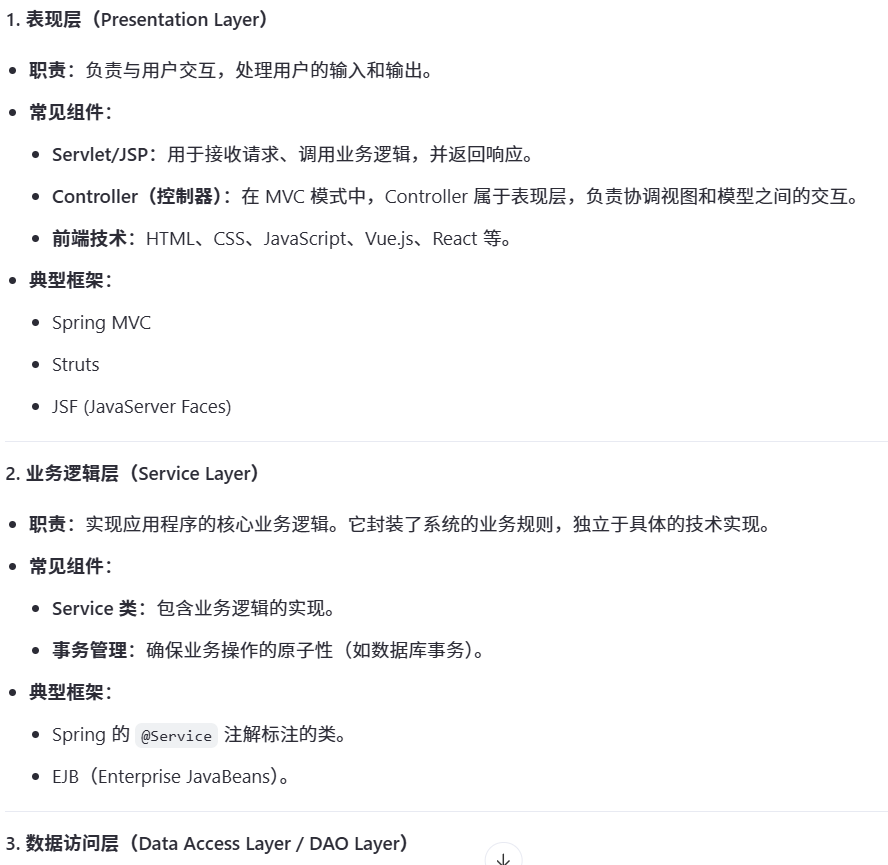 1. 表现层（Presentation Layer）
职责：负责与用户交互，处理用户的输入和输出。
常见组件：
Servlet/JSP：用于接收请求、调用业务逻辑，并返回响应。
Controller（控制器）：在 MVC 模式中，Controller 属于表现层，负责协调视图和模型之间的交互。
前端技术：HTML、CSS、JavaScript、Vue.js、React 等。
典型框架：
Spring MVC
Struts
JSF (JavaServer Faces)
2. 业务逻辑层（Service Layer）
职责：实现应用程序的核心业务逻辑。它封装了系统的业务规则，独立于具体的技术实现。
常见组件：
Service 类：包含业务逻辑的实现。
事务管理：确保业务操作的原子性（如数据库事务）。
典型框架：
Spring 的 @Service 注解标注的类。
EJB（Enterprise JavaBeans）。
3. 数据访问层（Data Access Layer / DAO Layer）